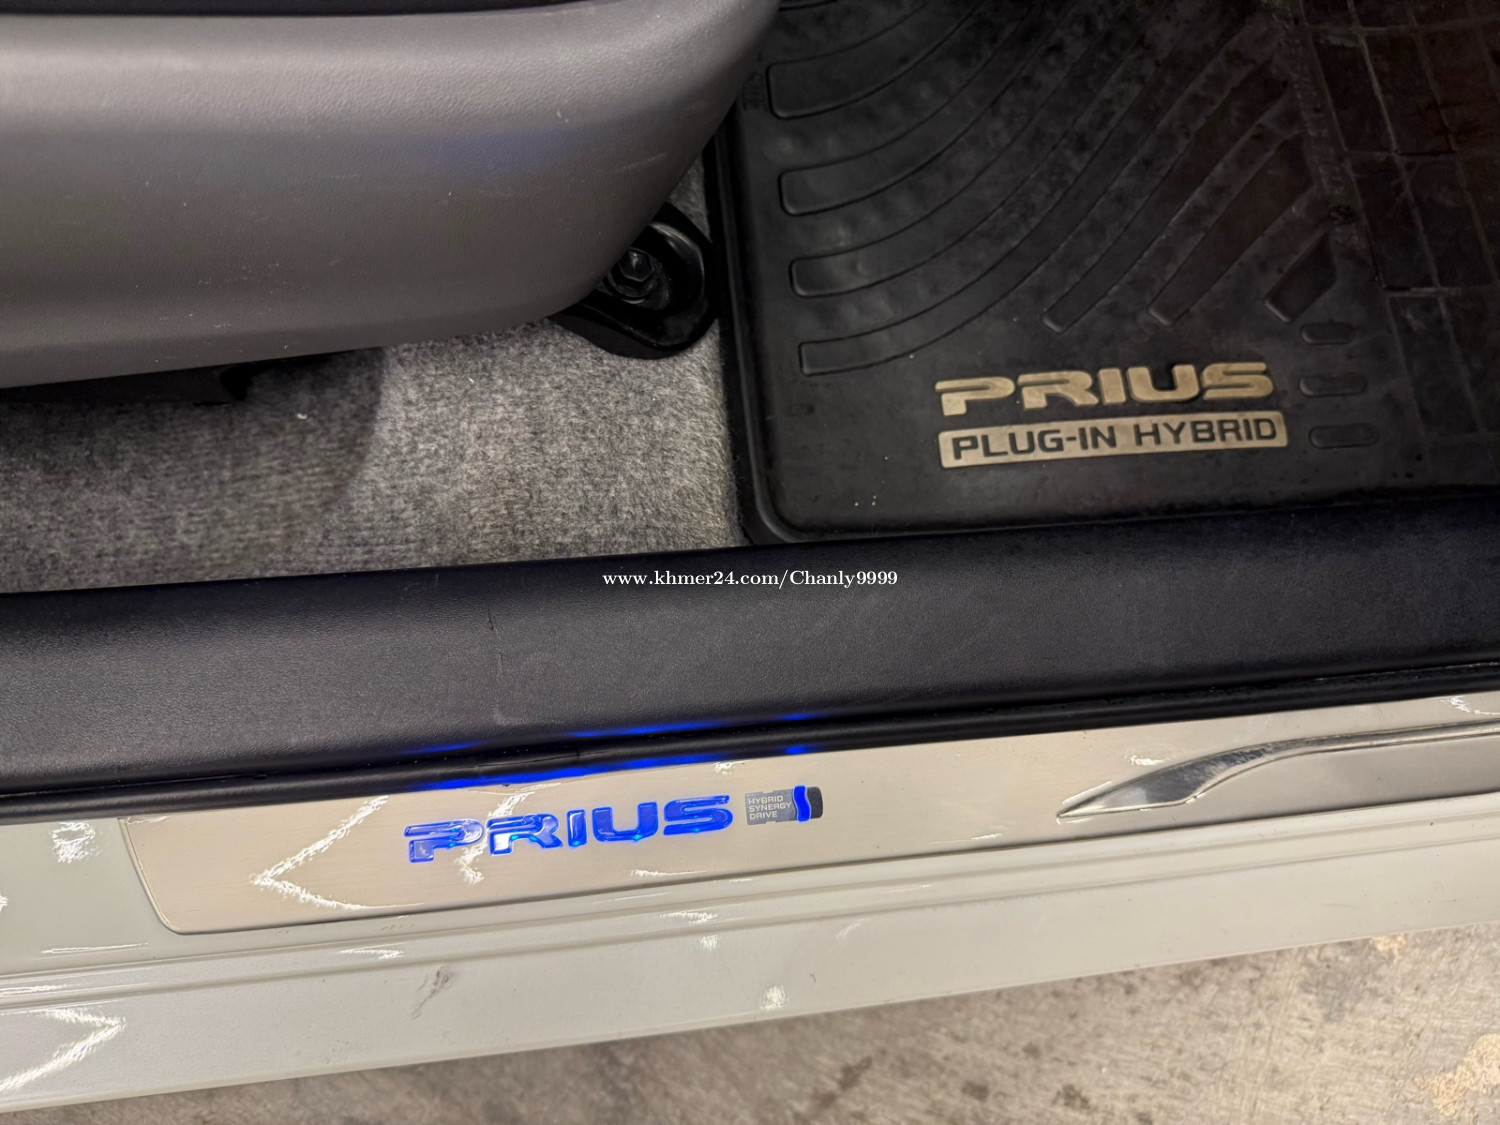 PRIUS
PLUG-IN HYBRID
www.khmer24.com/Chanly9999
PRIUS
HYBRID
SYNERGY
DRIVE